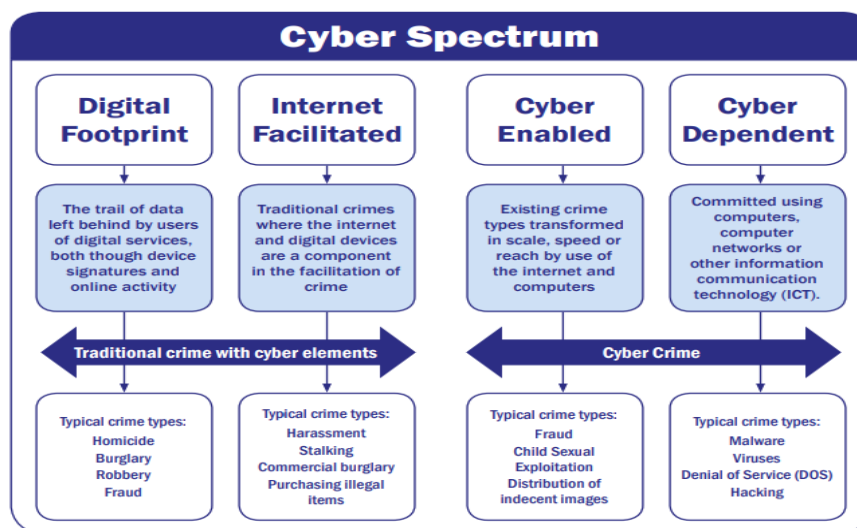 Cyber Spectrum
Digital
Footprint
Internet
Facilitated
Cyber
Enabled
Cyber
Dependent
The trail of data
left behind by users
of digital services,
both though device
signatures and
online activity
Traditional crimes
where the internet
and digital devices
are a component
in the facilitation of
crime
Existing crime
types transformed
in scale, speed or
reach by use of
the internet and
computers
Committed using
computers,
computer
networks or
other information
communication
technology (ICT).
Traditional crime with cyber elements
Cyber Crime
Typical crime types:
Homicide
Burglary
Robbery
Fraud
Typical crime types:
Harassment
Stalking
Commercial burglary
Purchasing illegal
items
Typical crime types:
Fraud
Child Sexual
Exploitation
Distribution of
indecent images
Typical crime types:
Malware
Viruses
Denial of Service (DOS)
Hacking